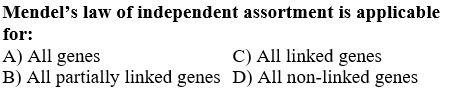 Mendel's law of independent assortment is applicable
for:
A) All genes C) All linked genes
B) All partially linked genes D) All non-linked genes